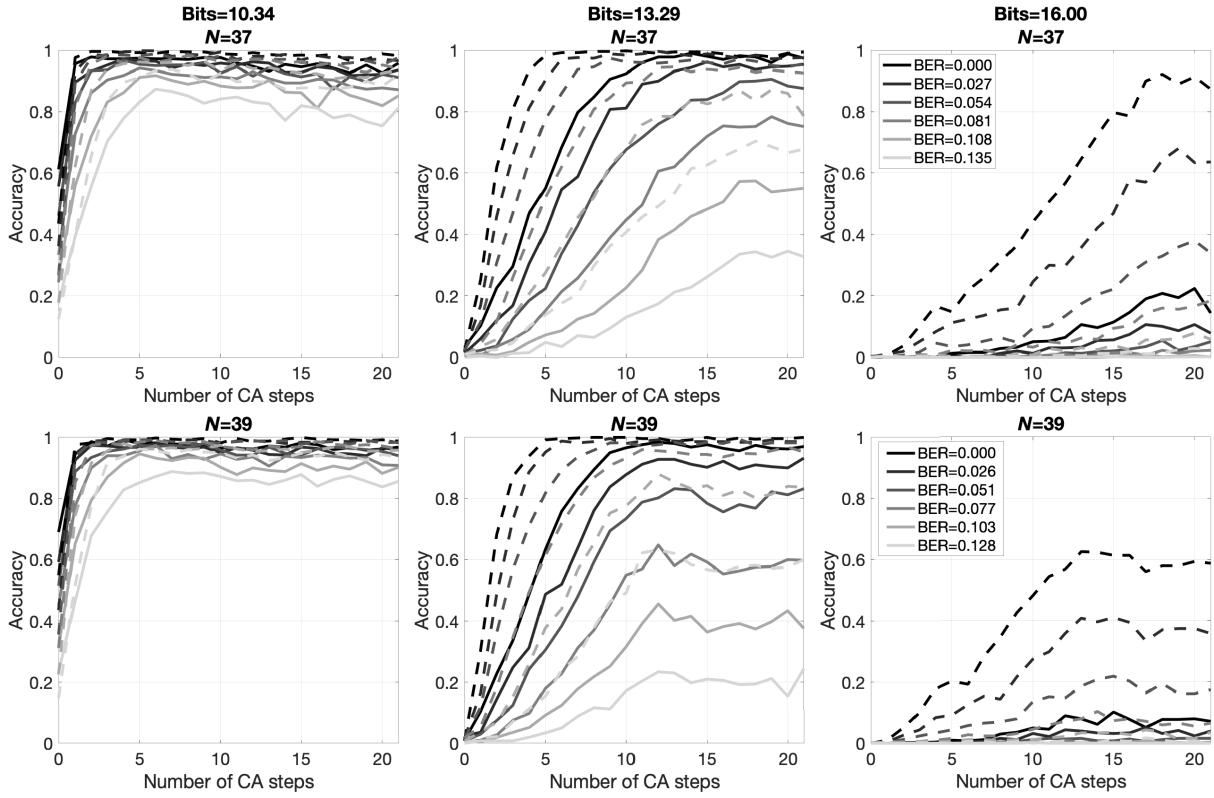 Bits=10.34
N=37
Accuracy
1
0.8
0.6
0.4
0.2
0
0 5 10 15 20
Number of CA steps
Bits=13.29
N=37
Accuracy
1
0.8
0.6
0.4
0.2
0
0 5 10 15 20
Number of CA steps
Bits=16.00
N=37
Accuracy
1
0.8
0.6
0.4
0.2
0
BER=0.000
BER=0.027
BER=0.054
BER=0.081
BER=0.108
BER=0.135
0 5 10 15 20
Number of CA steps
N=39
Accuracy
1
0.8
0.6
0.4
0.2
0
0 5 10 15 20
Number of CA steps
N=39
Accuracy
1
0.8
0.6
0.4
0.2
0
0 5 10 15 20
Number of CA steps
N=39
Accuracy
1
0.8
0.6
0.4
0.2
0
BER=0.000
BER=0.026
BER=0.051
BER=0.077
BER=0.103
BER=0.128
0 5 10 15 20
Number of CA steps